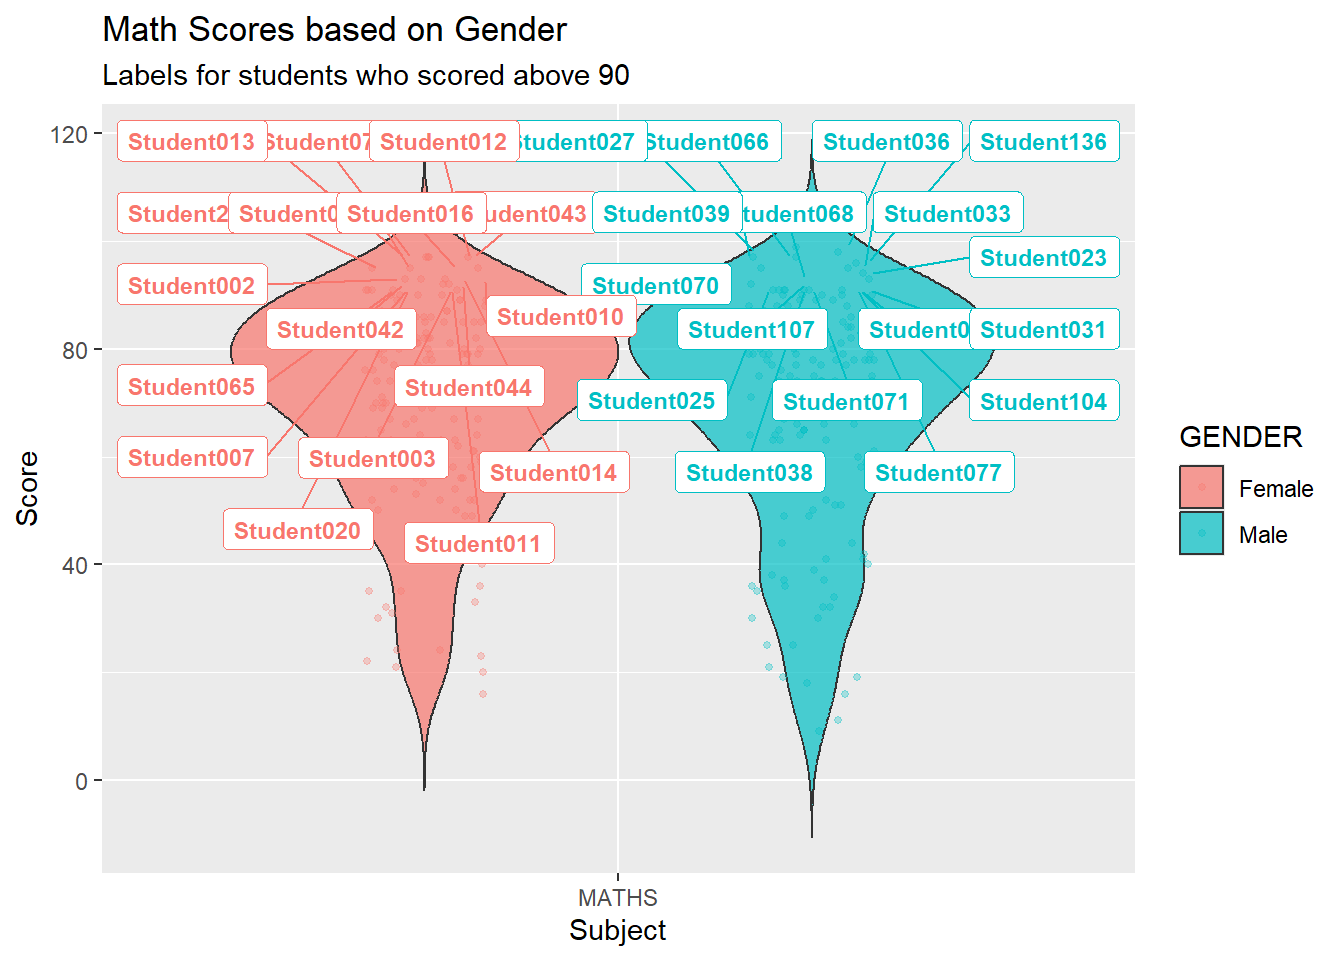 Math Scores based on Gender
Labels for students who scored above 90
120
80
40
0
Score
Student013
Student012
Student066
Student036
Student136
Student016
Student039
Student033
Student023
Student002
Student070
Student010
Student042
Student107
Student031
Student065
Student044
Student025
Student071
Student104
Student007
Student003
Student014
Student038
Student077
Student020
Student011
MATHS
Subject
GENDER
Female
Male